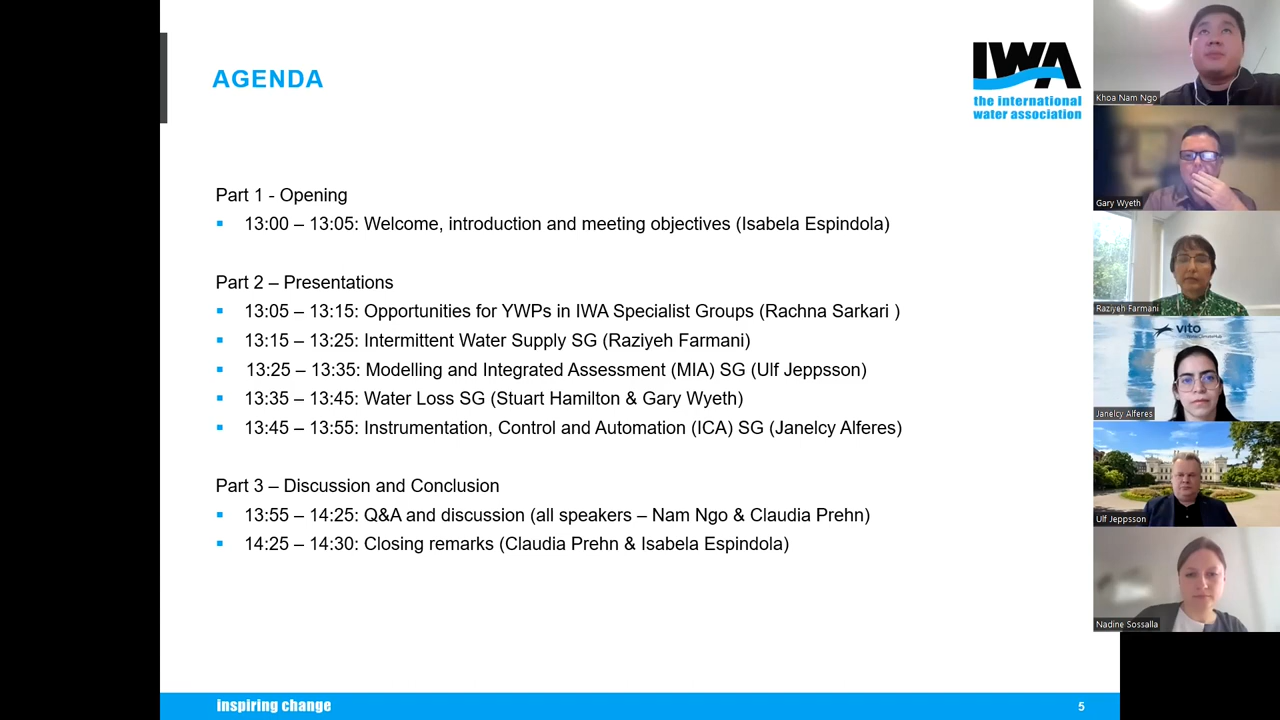 AGENDA
IWA
the international
water association
Part 1 - Opening
13:00 – 13:05: Welcome, introduction and meeting objectives (Isabela Espindola)
Part 2 – Presentations
13:05 – 13:15: Opportunities for YWPs in IWA Specialist Groups (Rachna Sarkari )
13:15 – 13:25: Intermittent Water Supply SG (Raziyeh Farmani)
13:25 – 13:35: Modelling and Integrated Assessment (MIA) SG (Ulf Jeppsson)
13:35 – 13:45: Water Loss SG (Stuart Hamilton & Gary Wyeth)
13:45 – 13:55: Instrumentation, Control and Automation (ICA) SG (Janelcy Alferes)
Part 3 – Discussion and Conclusion
13:55 – 14:25: Q&A and discussion (all speakers – Nam Ngo & Claudia Prehn)
14:25 – 14:30: Closing remarks (Claudia Prehn & Isabela Espindola)
inspiring change
5
Khoa Nam Ngo
Gary Wyeth
Raziyeh Farmani
vito
Janelcy Alferes
Ulf Jeppsson
Nadine Sossalla